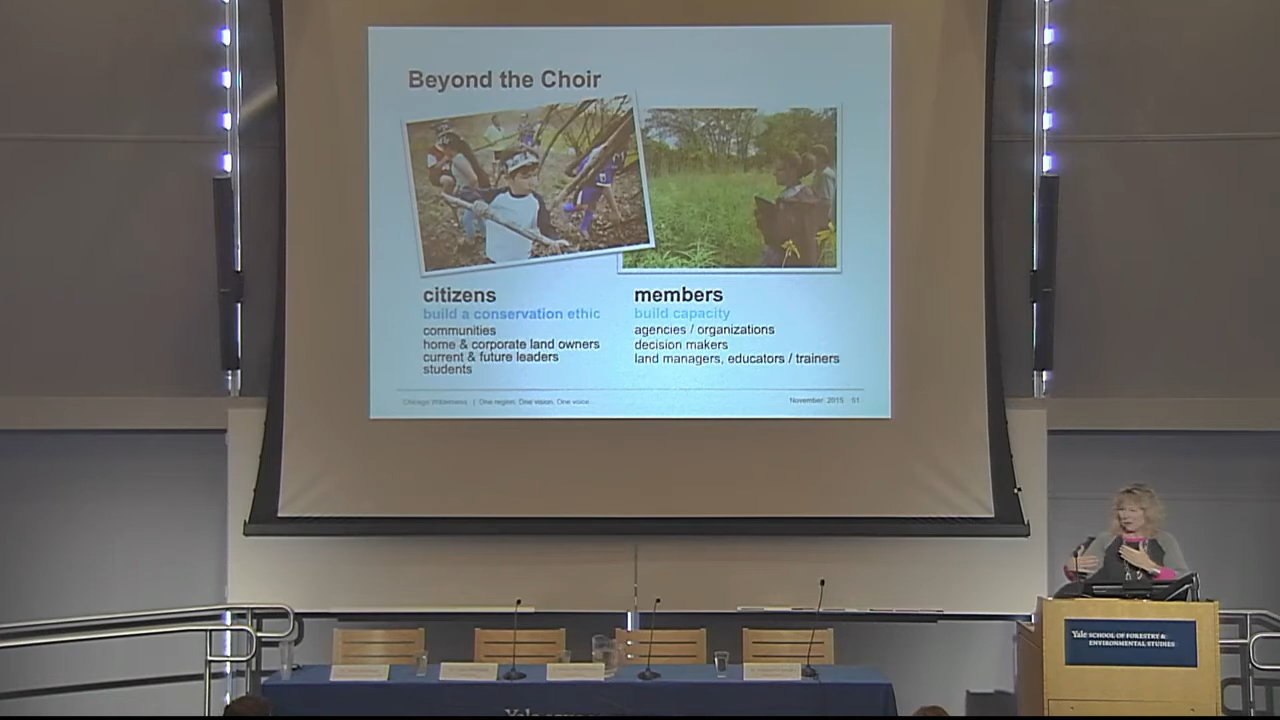 Beyond the Choir
citizens
build a conservation ethic
communities
home & corporate land owners
current & future leaders
students
members
build capacity
agencies / organizations
decision makers
land managers, educators / trainers
Chicago Wilderness | One region. One vision. One voice.
November 2015 51
Yale SCHOOL OF FORESTRY &
ENVIRONMENTAL STUDIES
Yale